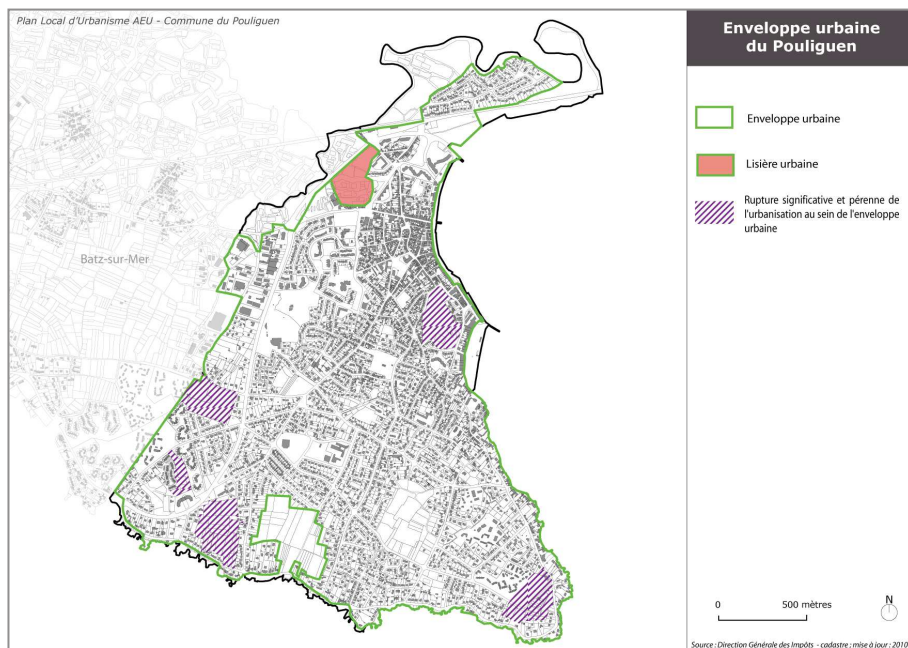 Plan Local d'Urbanisme AEU - Commune du Pouliguen
Enveloppe urbaine
du Pouliguen
Enveloppe urbaine
Lisière urbaine
Rupture significative et pérenne de
l'urbanisation au sein de l'enveloppe
urbaine
Batz-sur-Mer
0 500 mètres
N
Source : Direction Générale des Impôts - cadastre ; mise à jour : 2010